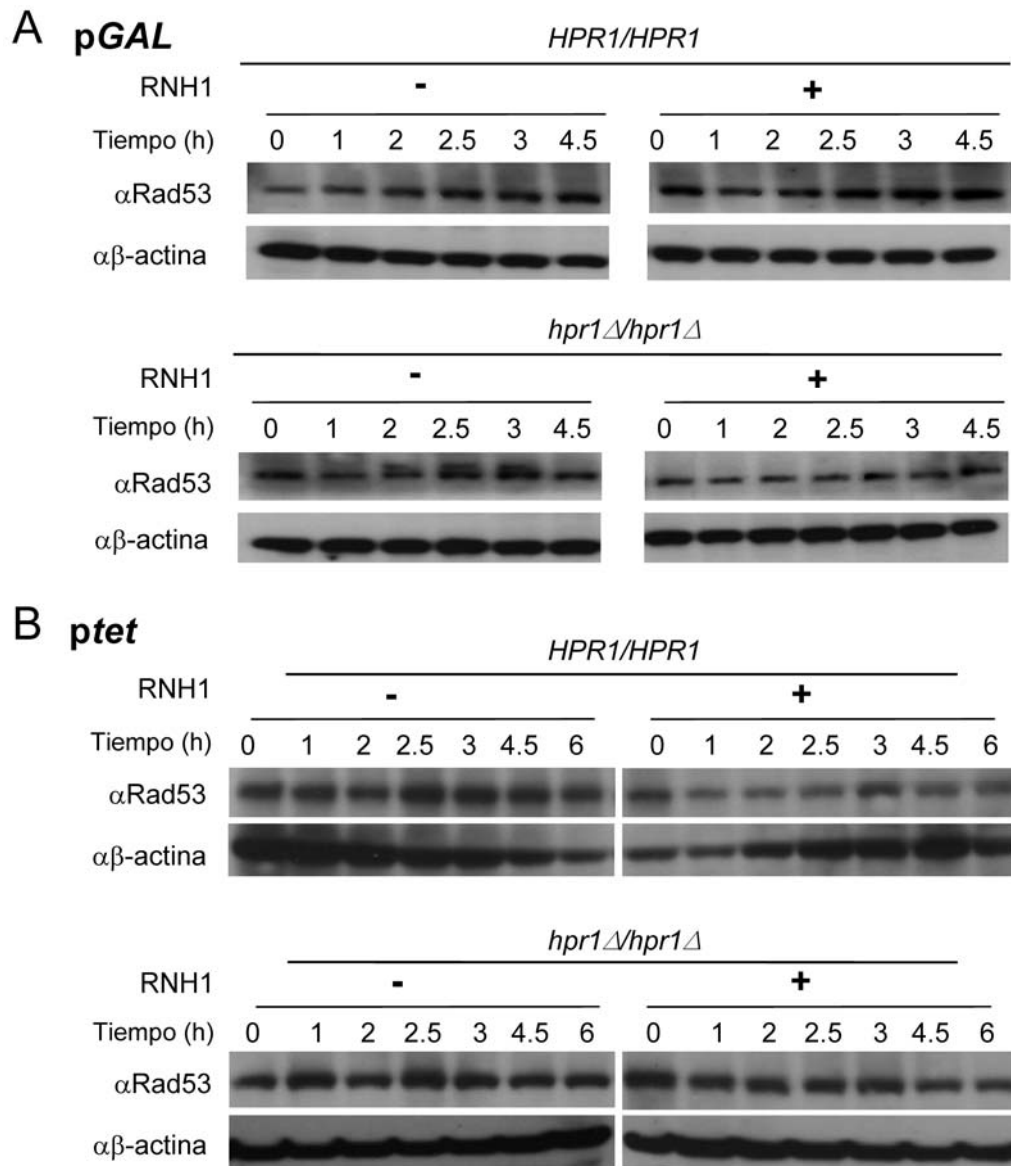 A pGAL
HPR1/HPR1
RNH1 - +
Tiempo (h) 0 1 2 2.5 3 4.5 0 1 2 2.5 3 4.5
αRad53
αβ-actina
hpr1Δ/hpr1Δ
RNH1 - +
Tiempo (h) 0 1 2 2.5 3 4.5 0 1 2 2.5 3 4.5
αRad53
αβ-actina
B ptet
HPR1/HPR1
RNH1 - +
Tiempo (h) 0 1 2 2.5 3 4.5 6 0 1 2 2.5 3 4.5 6
αRad53
αβ-actina
hpr1Δ/hpr1Δ
RNH1 - +
Tiempo (h) 0 1 2 2.5 3 4.5 6 0 1 2 2.5 3 4.5 6
αRad53
αβ-actina